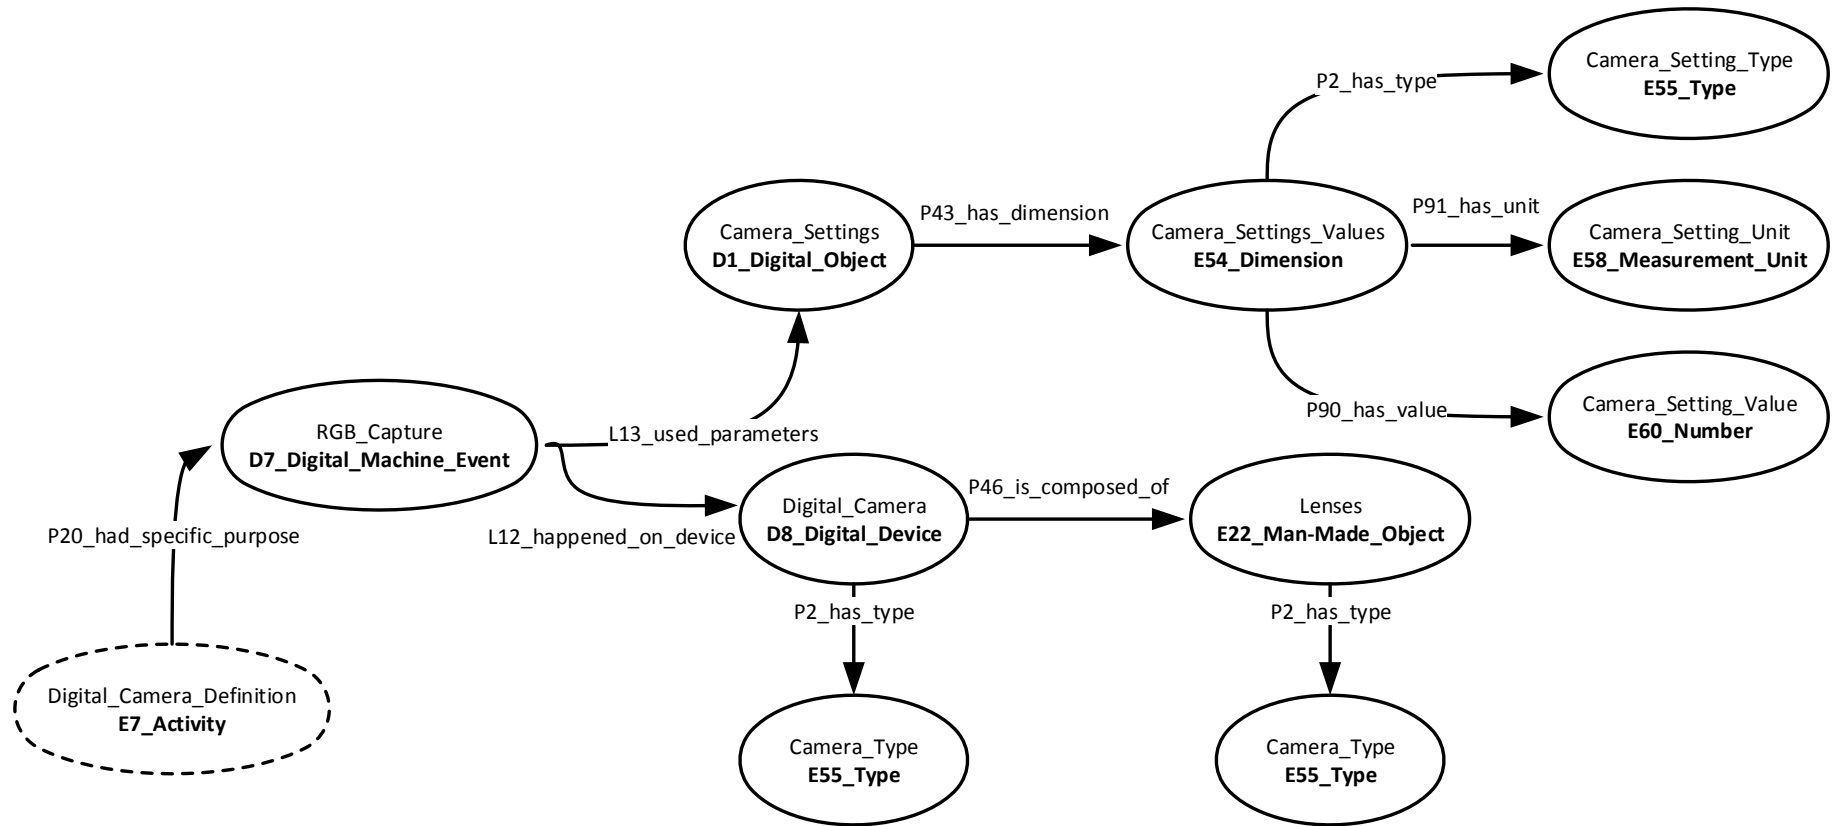 Camera_Setting_Type
E55_Type
P2_has_type
Camera_Settings
D1_Digital_Object
P43_has_dimension
Camera_Settings_Values
E54_Dimension
P91_has_unit
Camera_Setting_Unit
E58_Measurement_Unit
P90_has_value
Camera_Setting_Value
E60_Number
RGB_Capture
D7_Digital_Machine_Event
L13_used_parameters
L12_happened_on_device
Digital_Camera
D8_Digital_Device
P46_is_composed_of
Lenses
E22_Man-Made_Object
P20_had_specific_purpose
P2_has_type
P2_has_type
Digital_Camera_Definition
E7_Activity
Camera_Type
E55_Type
Camera_Type
E55_Type